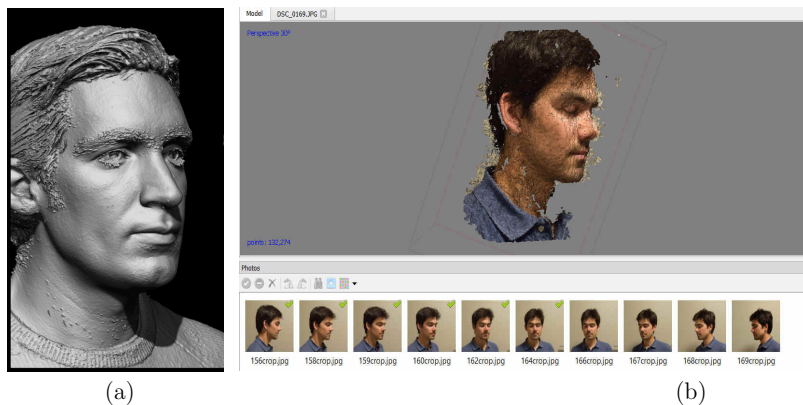 Model DSC_0169.JPG
Perspective 30°
points: 132,274
Photos
156crop.jpg 158crop.jpg 159crop.jpg 160crop.jpg 162crop.jpg 164crop.jpg 166crop.jpg 167crop.jpg 168crop.jpg 169crop.jpg
(a) (b)